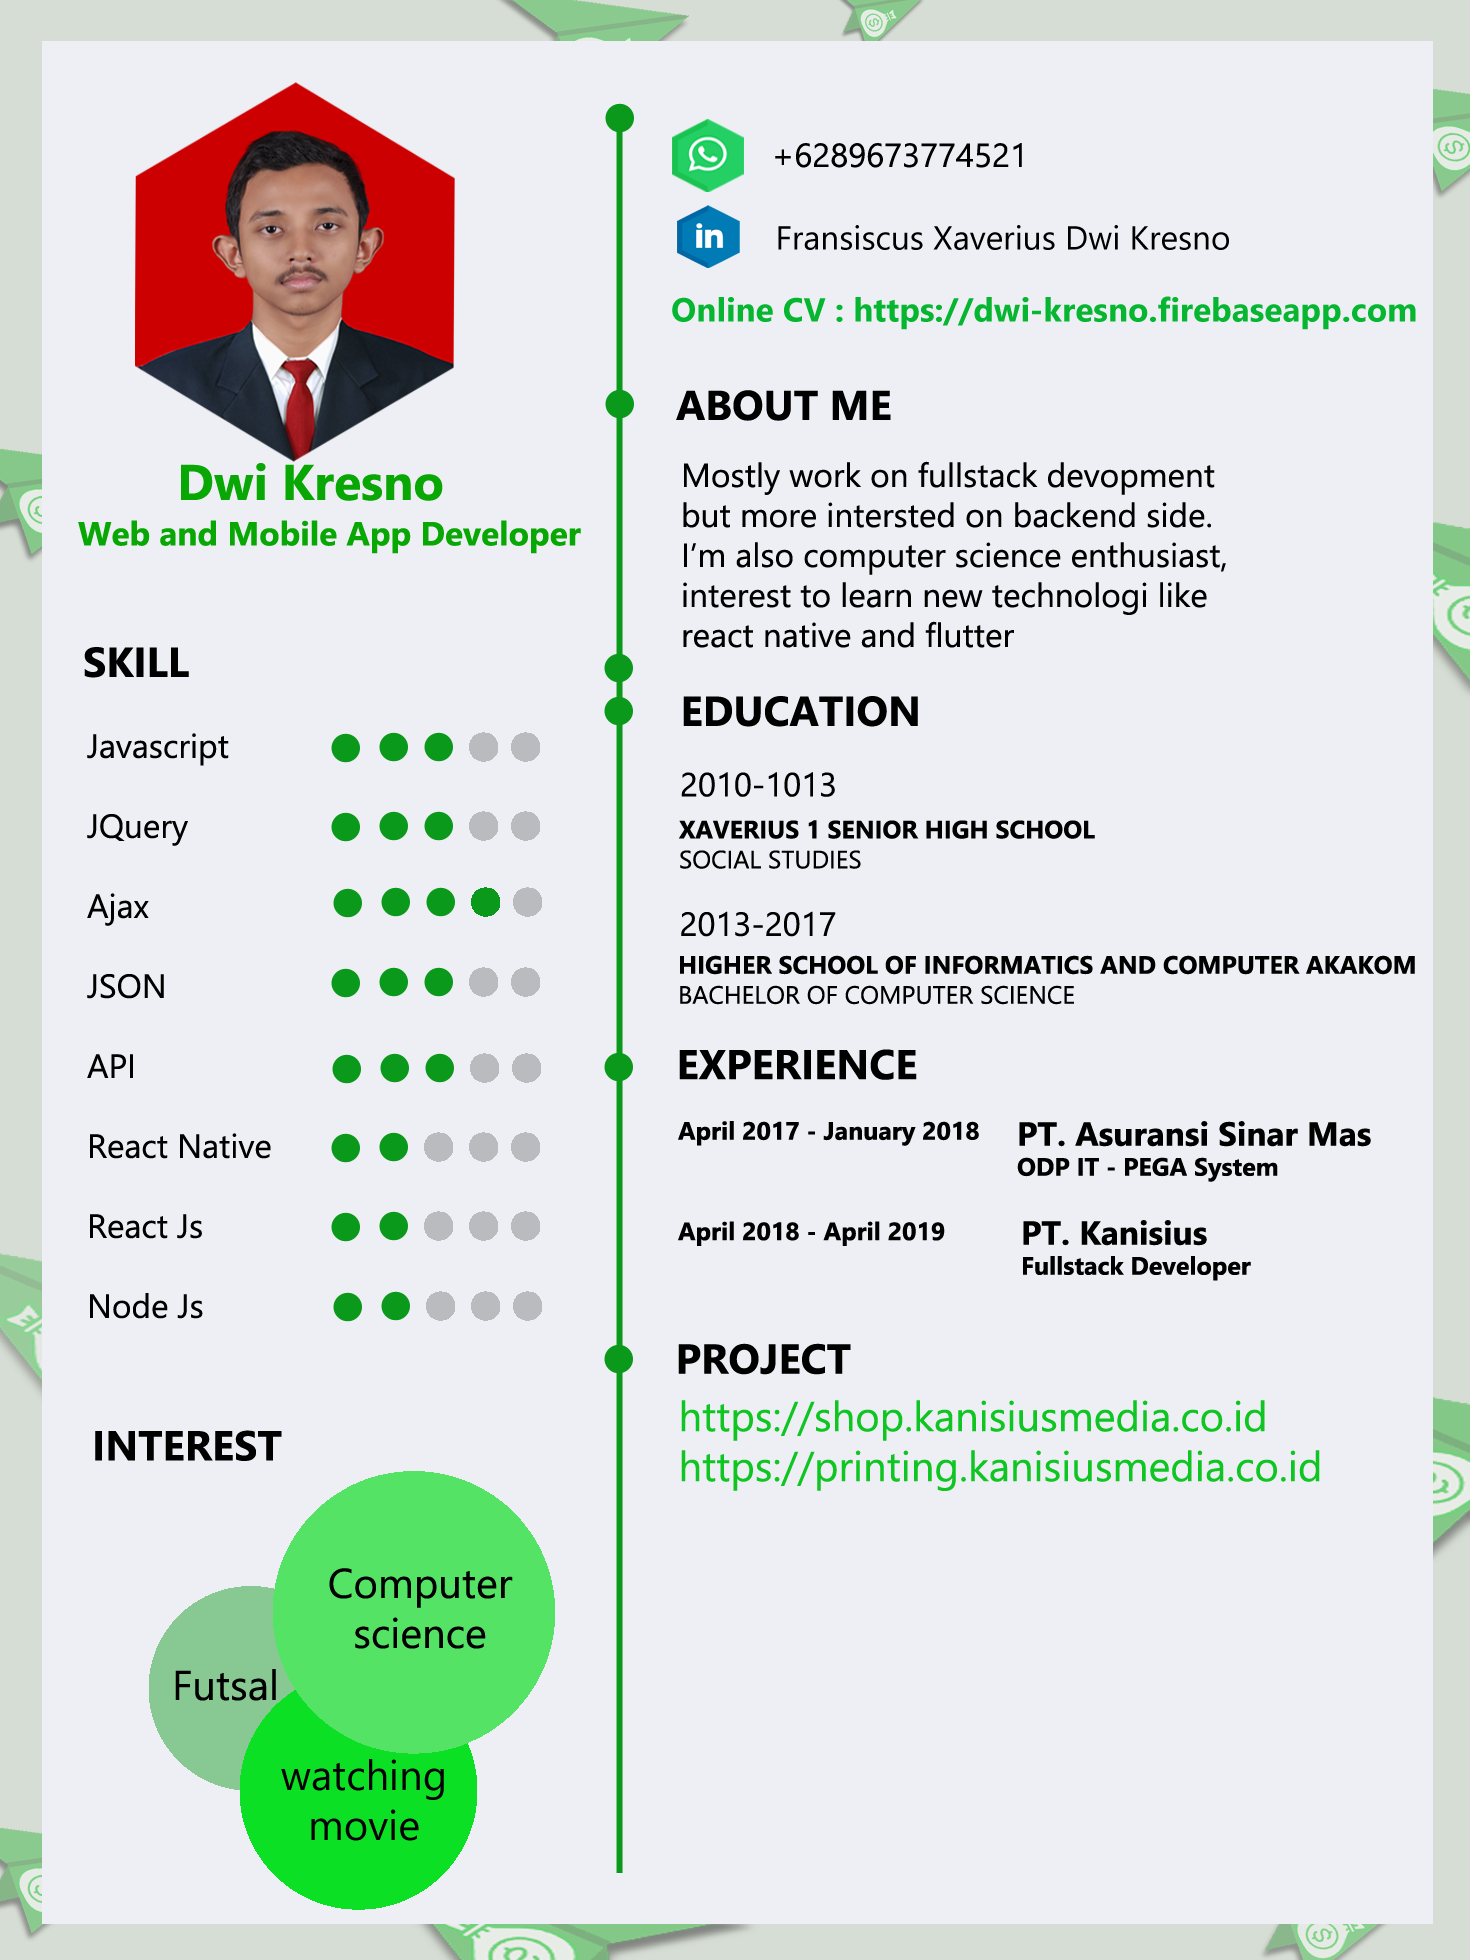 Dwi Kresno
Web and Mobile App Developer
SKILL
Javascript
JQuery
Ajax
JSON
API
React Native
React Js
Node Js
INTEREST
Computer
science
Futsal
watching
movie
+6289673774521
in
Fransiscus Xaverius Dwi Kresno
Online CV : https://dwi-kresno.firebaseapp.com
ABOUT ME
Mostly work on fullstack devopment
but more intersted on backend side.
I'm also computer science enthusiast,
interest to learn new technologi like
react native and flutter
EDUCATION
2010-1013
XAVERIUS 1 SENIOR HIGH SCHOOL
SOCIAL STUDIES
2013-2017
HIGHER SCHOOL OF INFORMATICS AND COMPUTER AKAKOM
BACHELOR OF COMPUTER SCIENCE
EXPERIENCE
April 2017 - January 2018 PT. Asuransi Sinar Mas
ODP IT - PEGA System
April 2018 - April 2019 PT. Kanisius
Fullstack Developer
PROJECT
https://shop.kanisiusmedia.co.id
https://printing.kanisiusmedia.co.id